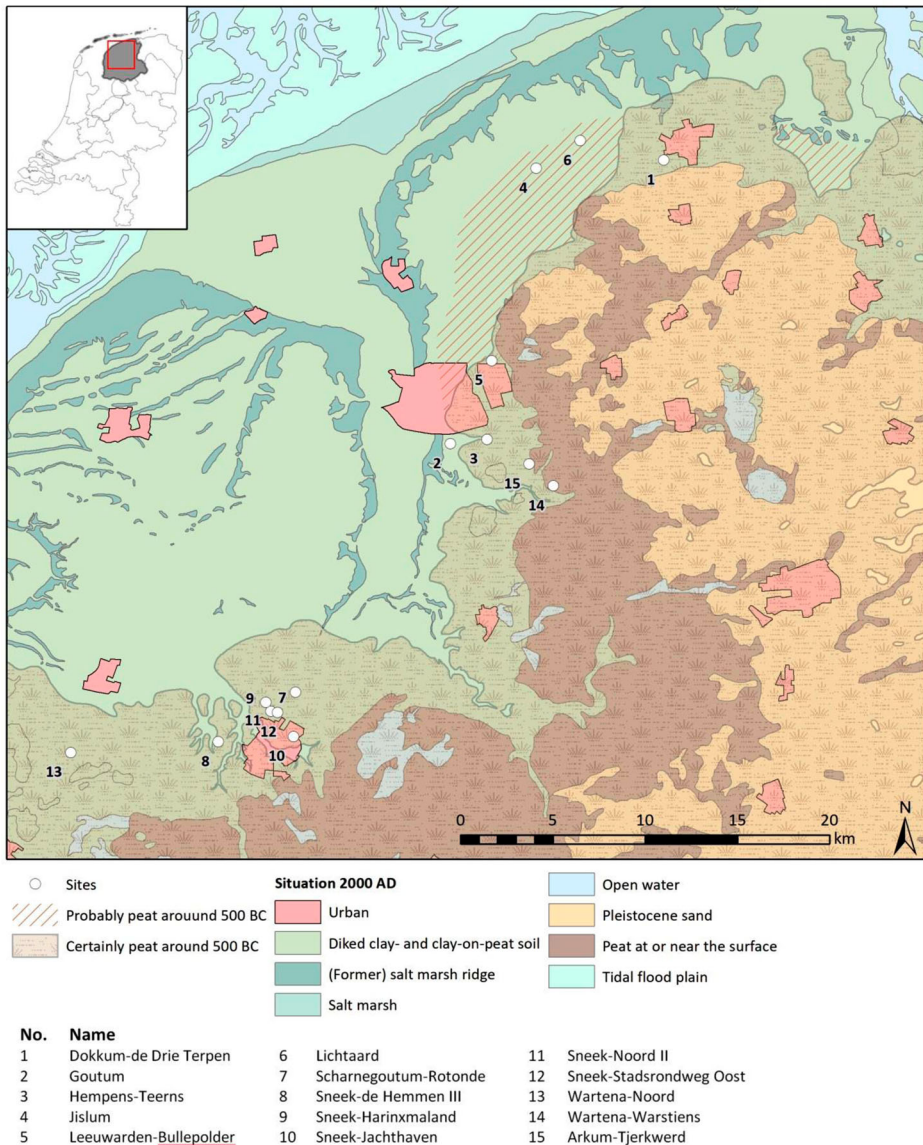 6
4
1
5
2
3
15
14
9
7
11
12
8
10
13
N
0 5 10 15 20
km
Sites
Probably peat arouund 500 BC
Certainly peat around 500 BC
Situation 2000 AD
Urban
Diked clay- and clay-on-peat soil
(Former) salt marsh ridge
Salt marsh
Open water
Pleistocene sand
Peat at or near the surface
Tidal flood plain
No. Name
1 Dokkum-de Drie Terpen
2 Goutum
3 Hempens-Teerns
4 Jislum
5 Leeuwarden-Bullepolder
6 Lichtaard
7 Scharnegoutum-Rotonde
8 Sneek-de Hemmen III
9 Sneek-Harinxmaland
10 Sneek-Jachthaven
11 Sneek-Noord II
12 Sneek-Stadsrondweg Oost
13 Wartena-Noord
14 Wartena-Warstiens
15 Arkum-Tjerkwerd